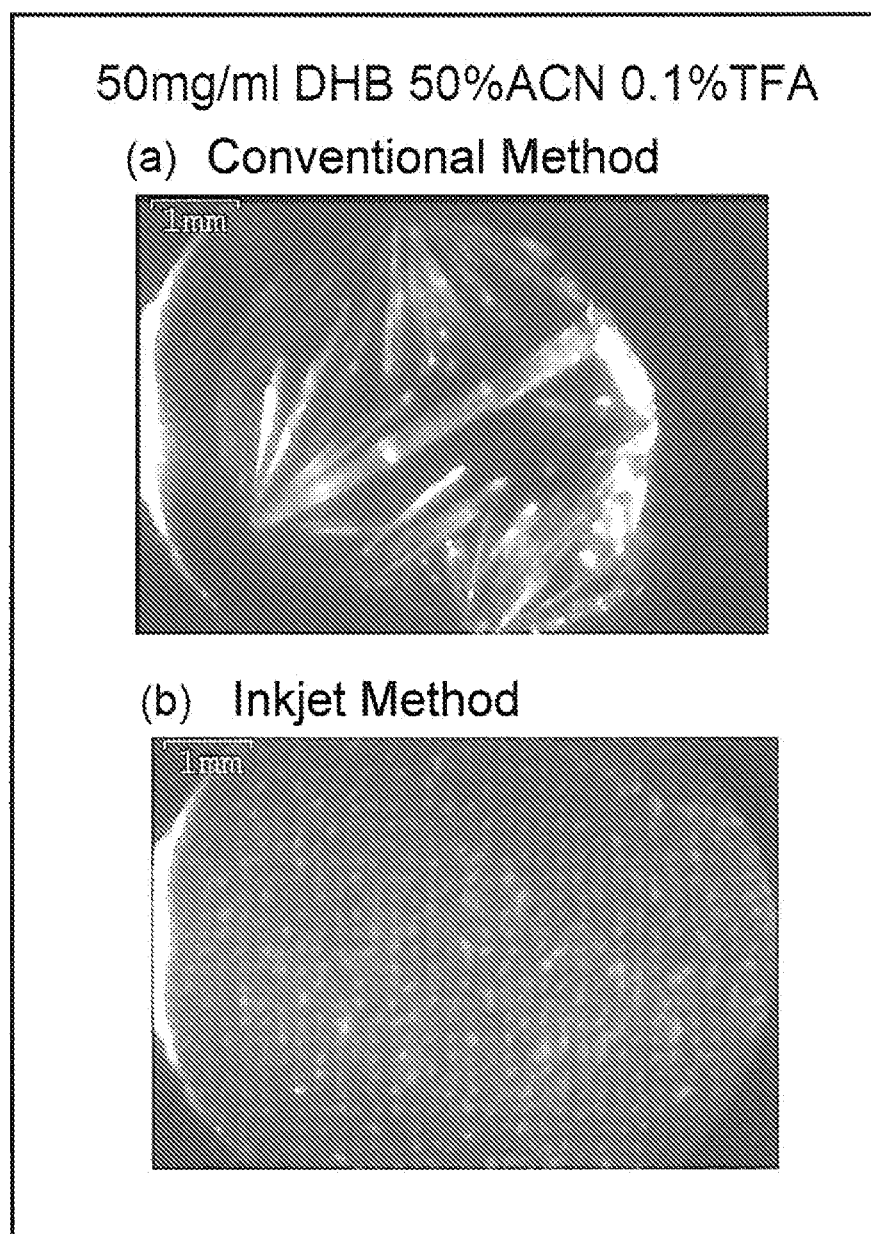 50mg/ml DHB 50%ACN 0.1%TFA
(a) Conventional Method
1mm
(b) Inkjet Method
1mm